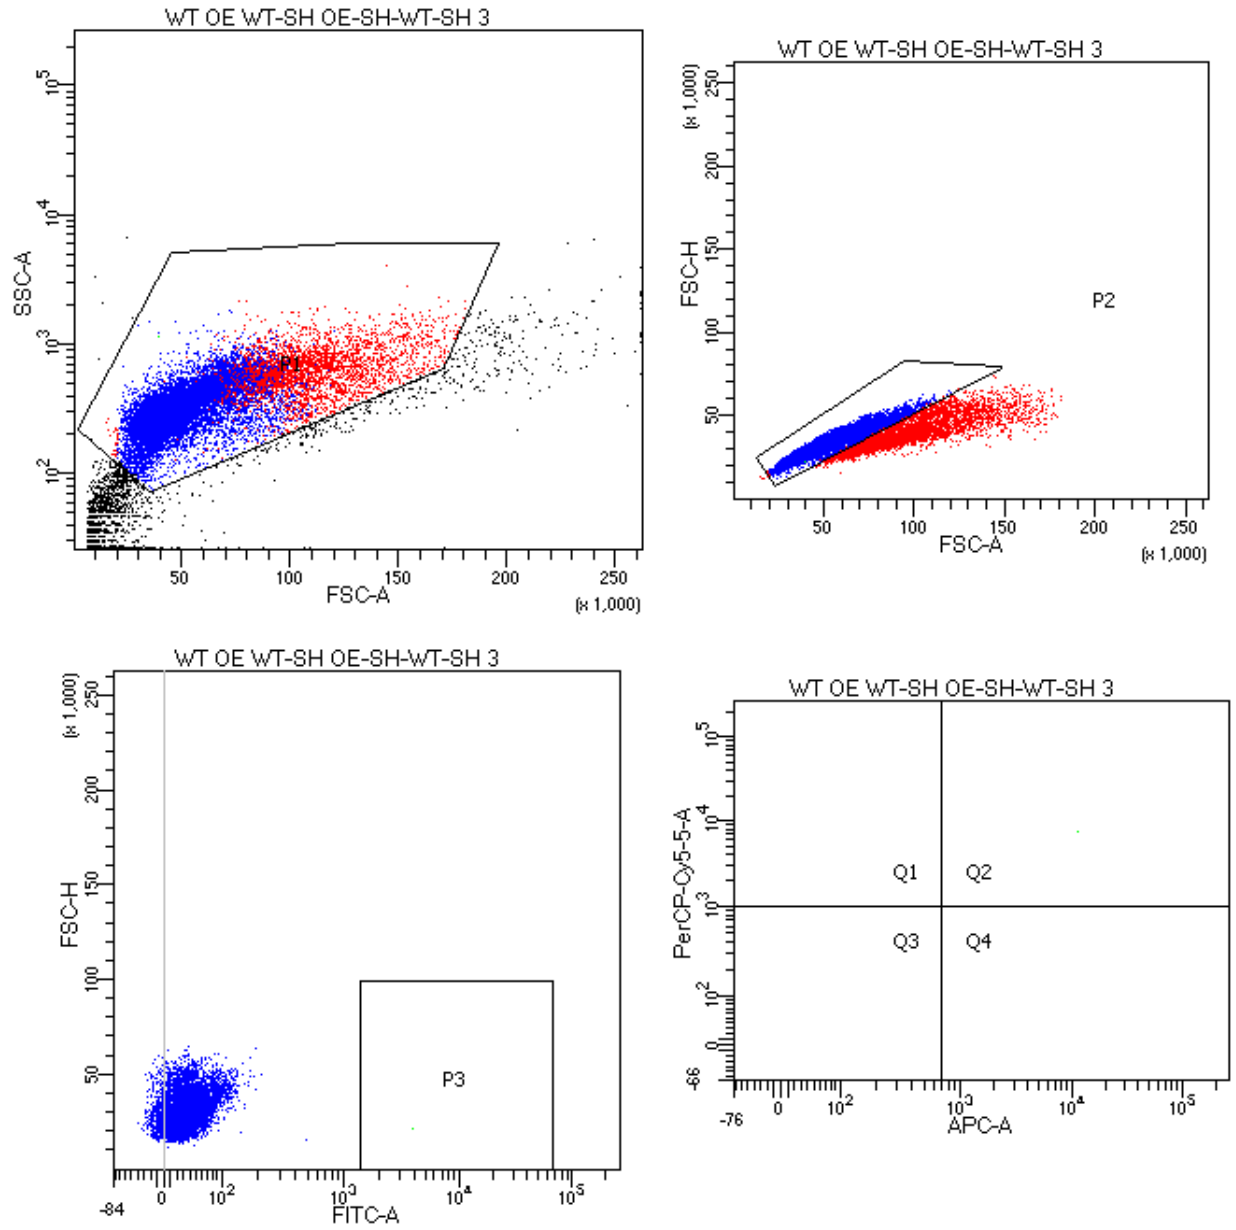 WT OE WT-SH OE-SH-WT-SH 3
SSC-A
10^5
10^4
10^3
10^2
P1
50 100 150 200 250
FSC-A
(x 1,000)
WT OE WT-SH OE-SH-WT-SH 3
(x 1,000)
FSC-H
250
200
150
100
50
P2
50 100 150 200 250
FSC-A
(x 1,000)
WT OE WT-SH OE-SH-WT-SH 3
(x 1,000)
FSC-H
250
200
150
100
50
P3
-84 0 10^2 10^3 10^4 10^5
FITC-A
WT OE WT-SH OE-SH-WT-SH 3
PerCP-Cy5-5-A
10^5
10^4
10^3
10^2
0
-66
Q1 Q2
Q3 Q4
-76 0 10^2 10^3 10^4 10^5
APC-A